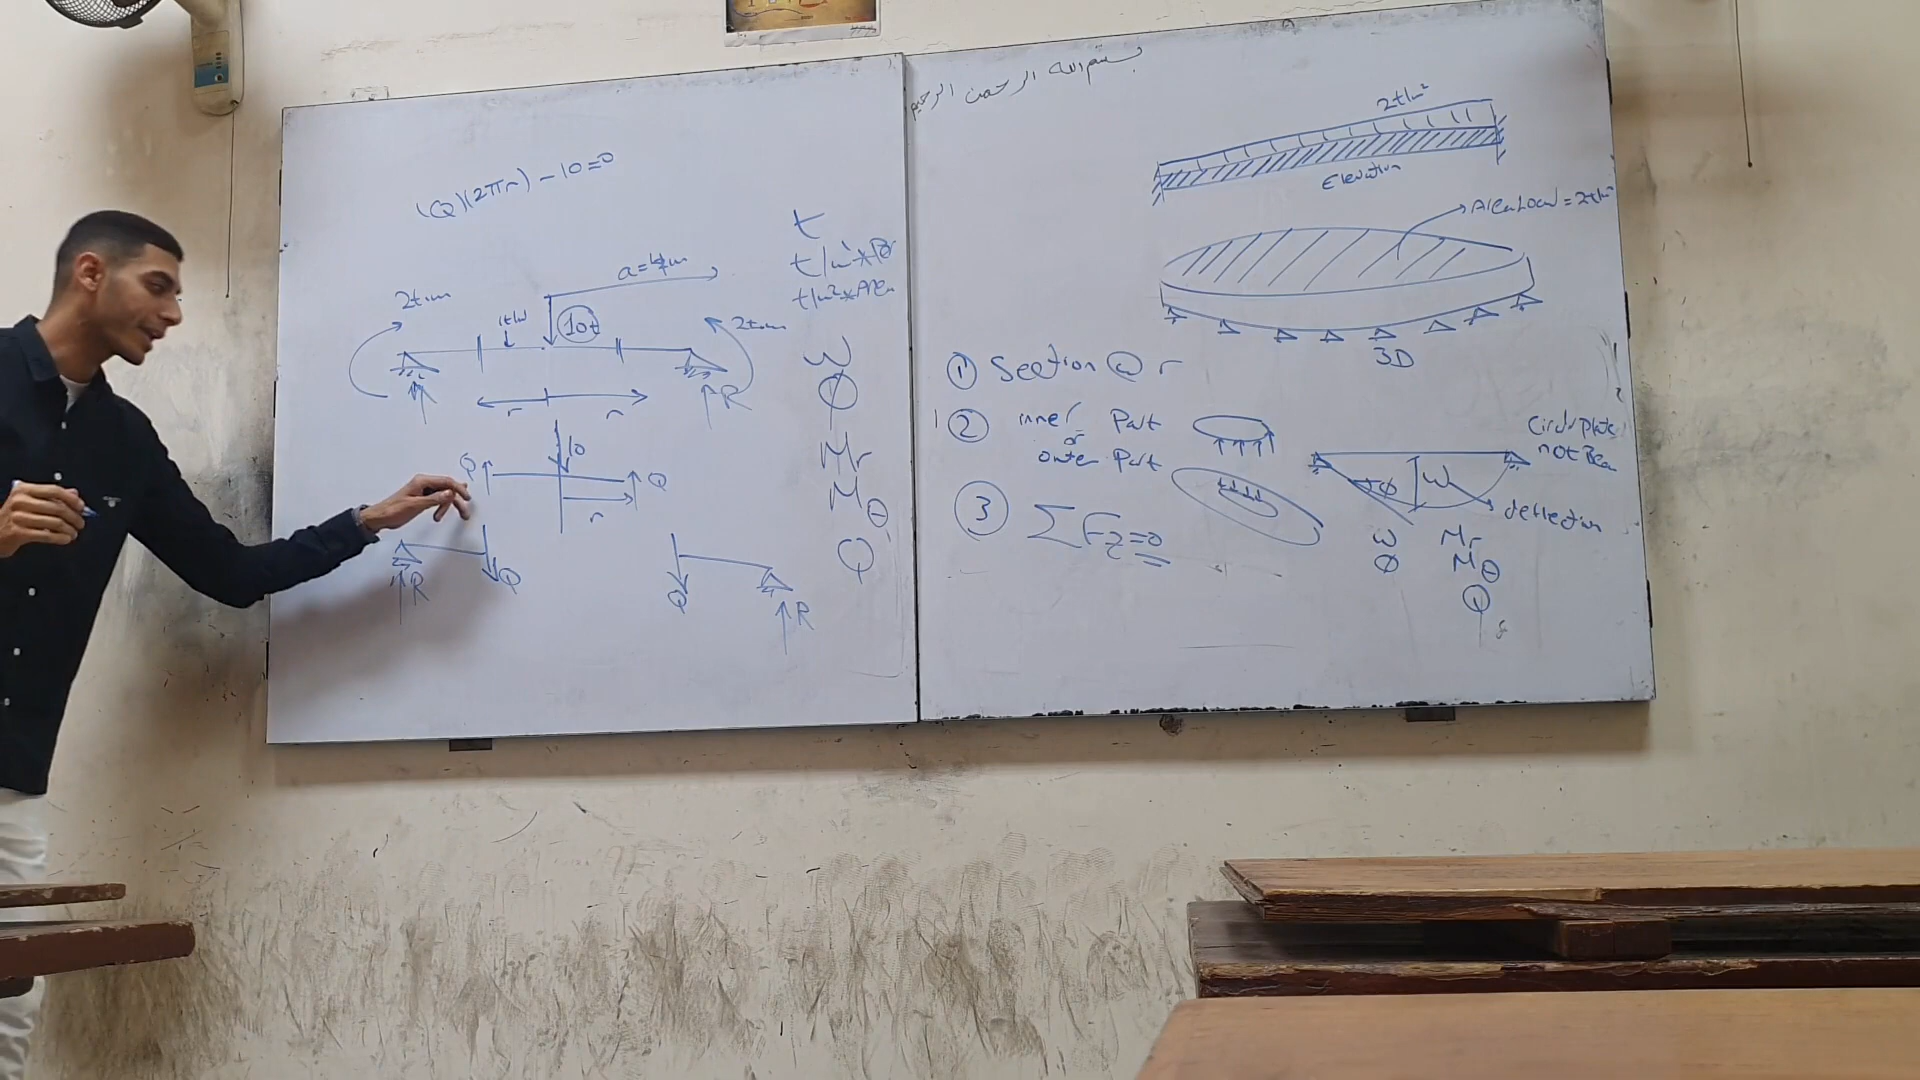 (Q)(2πr) - 10 = 0
t
t/m * Per
t/m² * Area
a=4m
2t.m
1t/m
10t
2t.m
R
r
r
ω
Φ
Mr
Mθ
Q
10
Q
Q
r
R
Q
Q
R
بسم الله الرحمن الرحيم
2t/m²
Elevation
Area Load = 2t/m²
3D
① Section @ r
② inner Part
or
outer Part
③ ΣFz=0
Circular Plate
not Beam
Φ
ω
deflection
ω
Φ
Mr
Mθ
Q